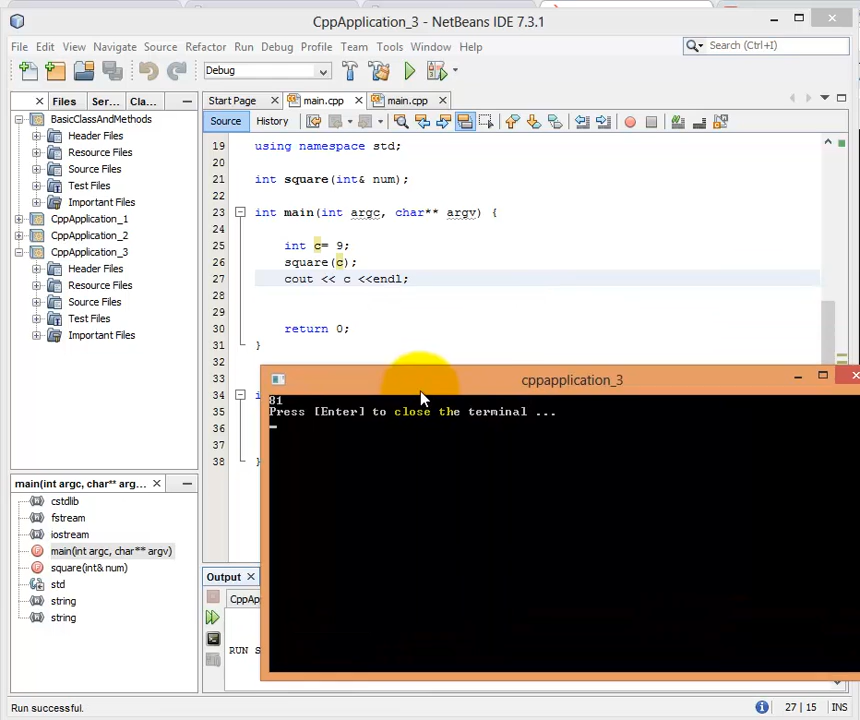 CppApplication_3 - NetBeans IDE 7.3.1
File Edit View Navigate Source Refactor Run Debug Profile Team Tools Window Help
Search (Ctrl+I)
Debug
Files Ser... Cla...
Start Page main.cpp main.cpp
Source History
BasicClassAndMethods
Header Files
Resource Files
Source Files
Test Files
Important Files
CppApplication_1
CppApplication_2
CppApplication_3
Header Files
Resource Files
Source Files
Test Files
Important Files
19 using namespace std;
20
21 int square(int& num);
22
23 int main(int argc, char** argv) {
24
25 int c= 9;
26 square(c);
27 cout << c <<endl;
28
29
30 return 0;
31 }
32
33
34
35
36
37
38 }
cppapplication_3
81
Press [Enter] to close the terminal ...
main(int argc, char** arg...
cstdlib
fstream
iostream
main(int argc, char** argv)
square(int& num)
std
string
string
Output
CppAp
RUN S
Run successful.
27 | 15 INS